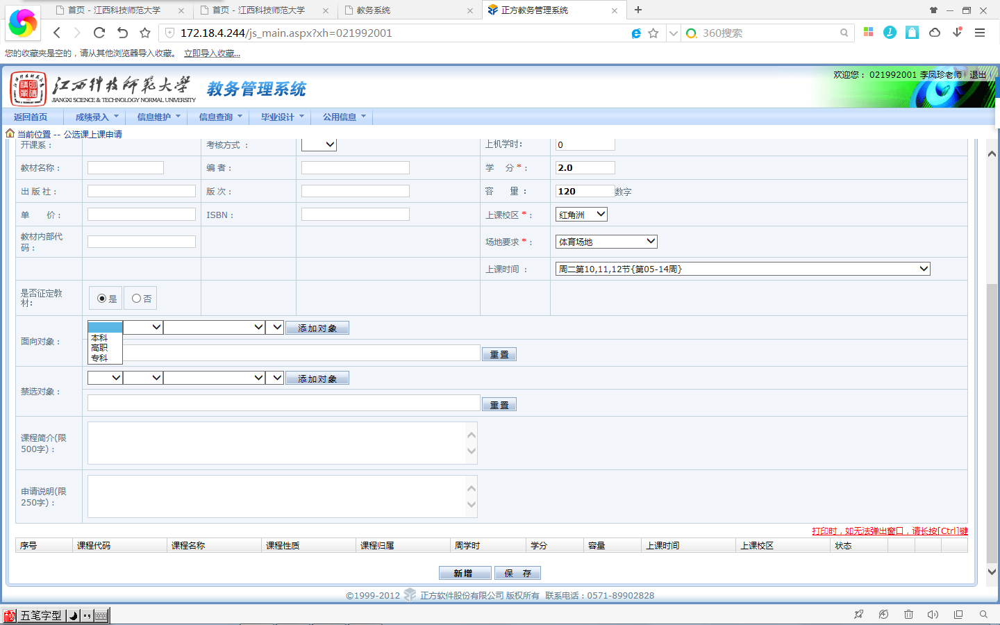 首页 - 江西科技师范大学 首页 - 江西科技师范大学 教务系统 正方教务管理系统
172.18.4.244/js_main.aspx?xh=021992001 360搜索
您的收藏夹是空的，请从其他浏览器导入收藏。 立即导入收藏...
江西科技师范大学 教务管理系统
JIANGXI SCIENCE & TECHNOLOGY NORMAL UNIVERSITY
欢迎您： 021992001 李凤珍老师 退出
返回首页 成绩录入 信息维护 信息查询 毕业设计 公用信息
当前位置 -- 公选课上课申请
开课系： 考核方式 ： 上机学时： 0
教材名称： 编 者： 学 分*： 2.0
出 版 社： 版 次： 容 量 ： 120 数字
单 价： ISBN： 上课校区*： 红角洲
教材内部代
码：
场地要求*： 体育场地
上课时间 ： 周二第10,11,12节{第05-14周}
是否征定教
材：
是 否
面向对象： 添加对象
本科
高职
专科
重 置
禁选对象： 添加对象
重 置
课程简介(限
500字)：
申请说明(限
250字)：
打印时，如无法弹出窗口，请长按[Ctrl]键
序号 课程代码 课程名称 课程性质 课程归属 周学时 学分 容量 上课时间 上课校区 状态
新增 保 存
©1999-2012 正方软件股份有限公司 版权所有 联系电话：0571-89902828
五笔字型